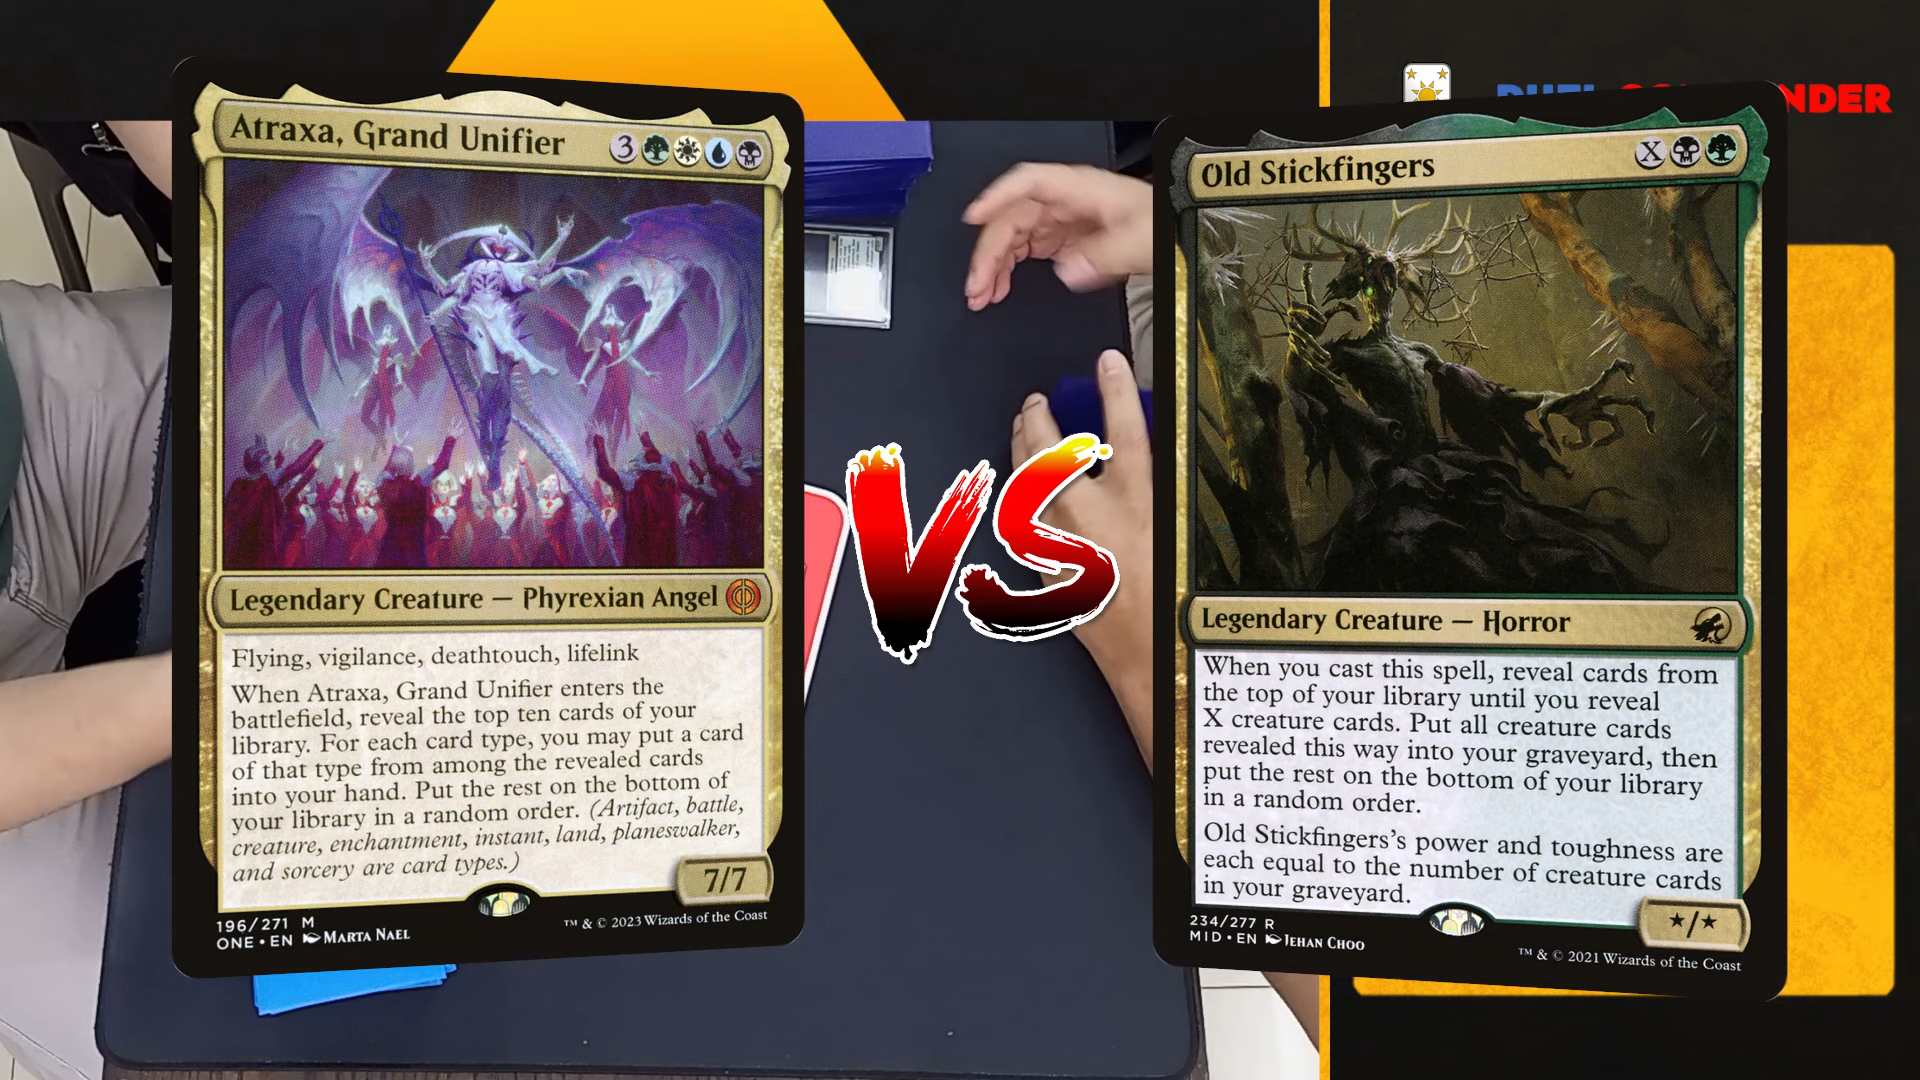 Atraxa, Grand Unifier
3
Legendary Creature — Phyrexian Angel
Flying, vigilance, deathtouch, lifelink
When Atraxa, Grand Unifier enters the
battlefield, reveal the top ten cards of your
library. For each card type, you may put a card
of that type from among the revealed cards
into your hand. Put the rest on the bottom of
your library in a random order. (Artifact, battle,
creature, enchantment, instant, land, planeswalker,
and sorcery are card types.)
7/7
196/271 M
ONE • EN MARTA NAEL
™ & © 2023 Wizards of the Coast
VS
NDER
Old Stickfingers
X
Legendary Creature — Horror
When you cast this spell, reveal cards from
the top of your library until you reveal
X creature cards. Put all creature cards
revealed this way into your graveyard, then
put the rest on the bottom of your library
in a random order.
Old Stickfingers's power and toughness are
each equal to the number of creature cards
in your graveyard.
★/★
234/277 R
MID • EN JEHAN CHOO
™ & © 2021 Wizards of the Coast